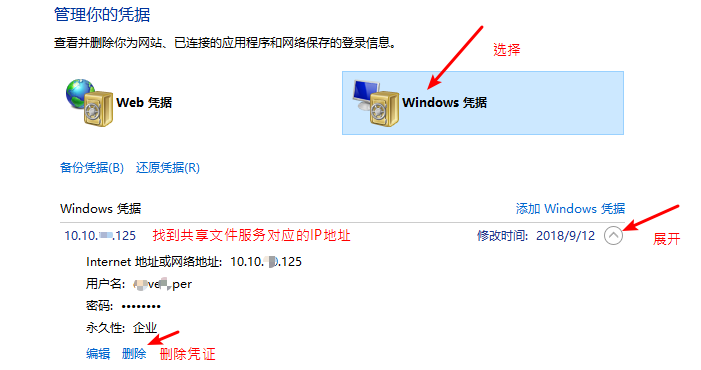 管理你的凭据
查看并删除你为网站、已连接的应用程序和网络保存的登录信息。
选择
Web 凭据
Windows 凭据
备份凭据(B) 还原凭据(R)
Windows 凭据 添加 Windows 凭据
10.10. .125 找到共享文件服务对应的IP地址 修改时间: 2018/9/12 展开
Internet 地址或网络地址: 10.10. .125
用户名: ve per
密码: ••••••••
永久性: 企业
编辑 删除 删除凭证